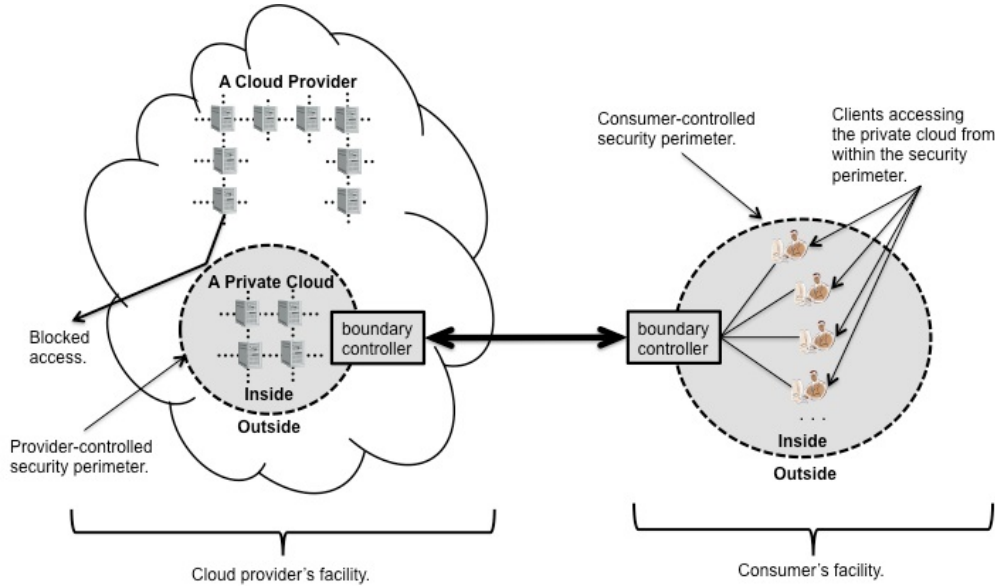 A Cloud Provider
A Private Cloud
Inside
Outside
boundary
controller
Blocked
access.
Provider-controlled
security perimeter.
Cloud provider's facility.
Consumer-controlled
security perimeter.
Clients accessing
the private cloud from
within the security
perimeter.
boundary
controller
. . .
Inside
Outside
Consumer's facility.